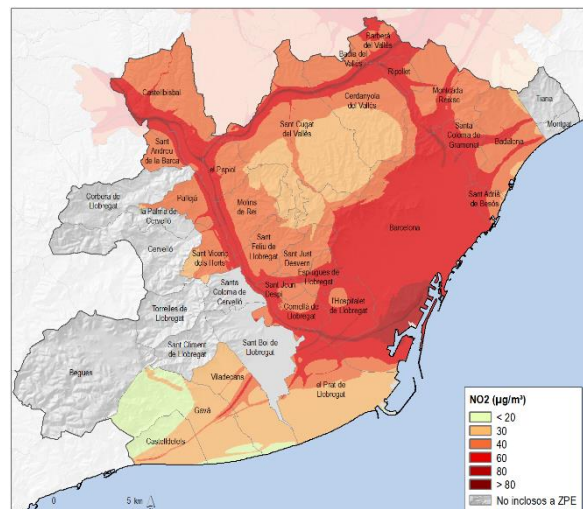 Barberà
del Vallès
Badia del
Vallès
Ripollet
Castellbisbal
Cerdanyola
del Vallès
Montcada
i Reixac
Tiana
Montgat
Sant Cugat
del Vallès
Santa
Coloma de
Gramenet
Badalona
Sant
Andreu
de la Barca
el Papiol
Sant Adrià
de Besòs
Corbera de
Llobregat
Pallejà
la Palma de
Cervelló
Molins
de Rei
Barcelona
Cervelló
Sant
Feliu de
Llobregat
Sant Just
Desvern
Sant Vicenç
dels Horts
Esplugues de
Llobregat
Santa
Coloma de
Cervelló
Sant Joan
Despí
Cornellà de
Llobregat
l'Hospitalet
de Llobregat
Torrelles de
Llobregat
Sant Climent
de Llobregat
Sant Boi de
Llobregat
Begues
Viladecans
el Prat de
Llobregat
Gavà
Castelldefels
NO2 (µg/m³)
< 20
30
40
60
80
> 80
No inclosos a ZPE
0 5 km